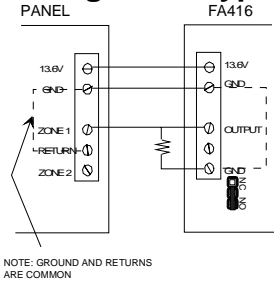 PANEL
FA416
13.6V
GND
ZONE 1
RETURN
ZONE 2
13.6V
GND
OUTPUT
GND
NC
NO
NOTE: GROUND AND RETURNS
ARE COMMON